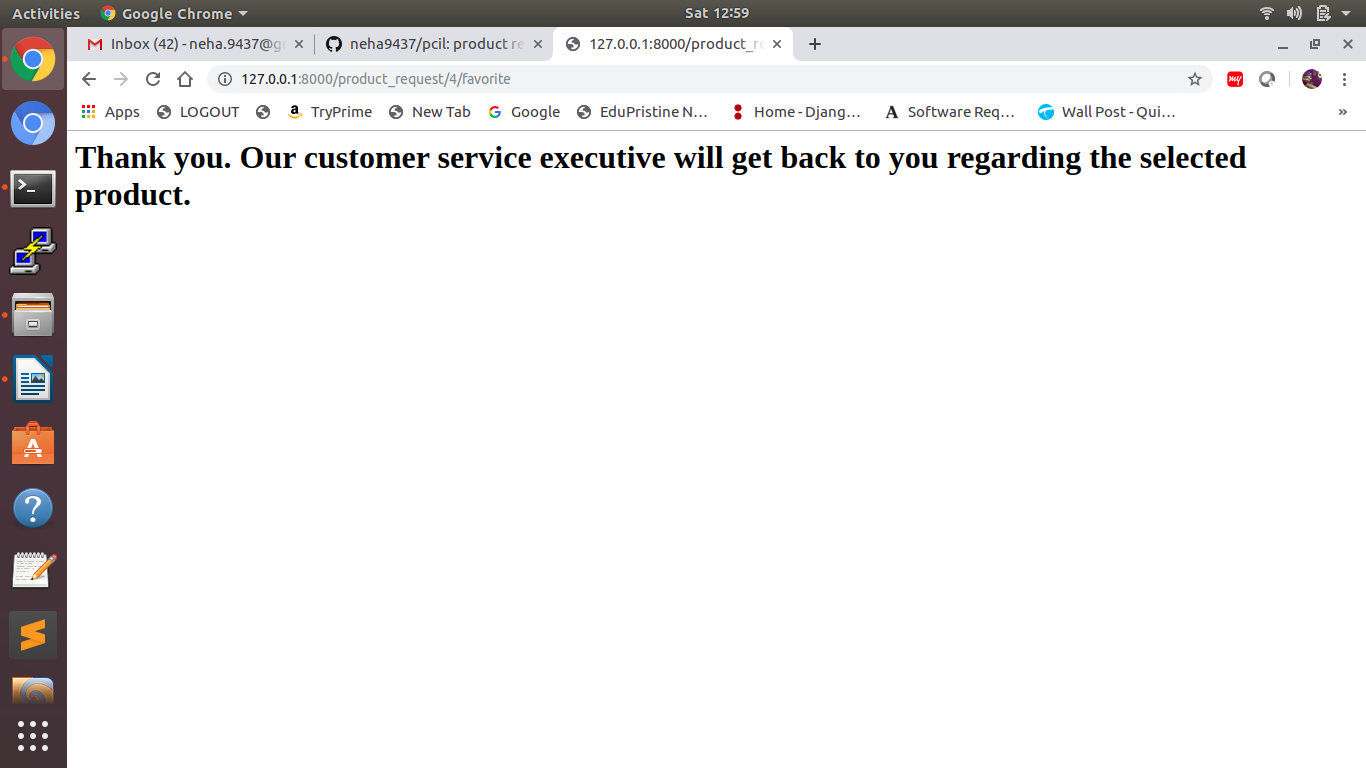 Activities Google Chrome Sat 12:59
Inbox (42) - neha.9437@g neha9437/pcil: product re 127.0.0.1:8000/product_r
127.0.0.1:8000/product_request/4/favorite
Apps LOGOUT TryPrime New Tab Google EduPristine N... Home - Djang... Software Req... Wall Post - Qui... »
Thank you. Our customer service executive will get back to you regarding the selected
product.